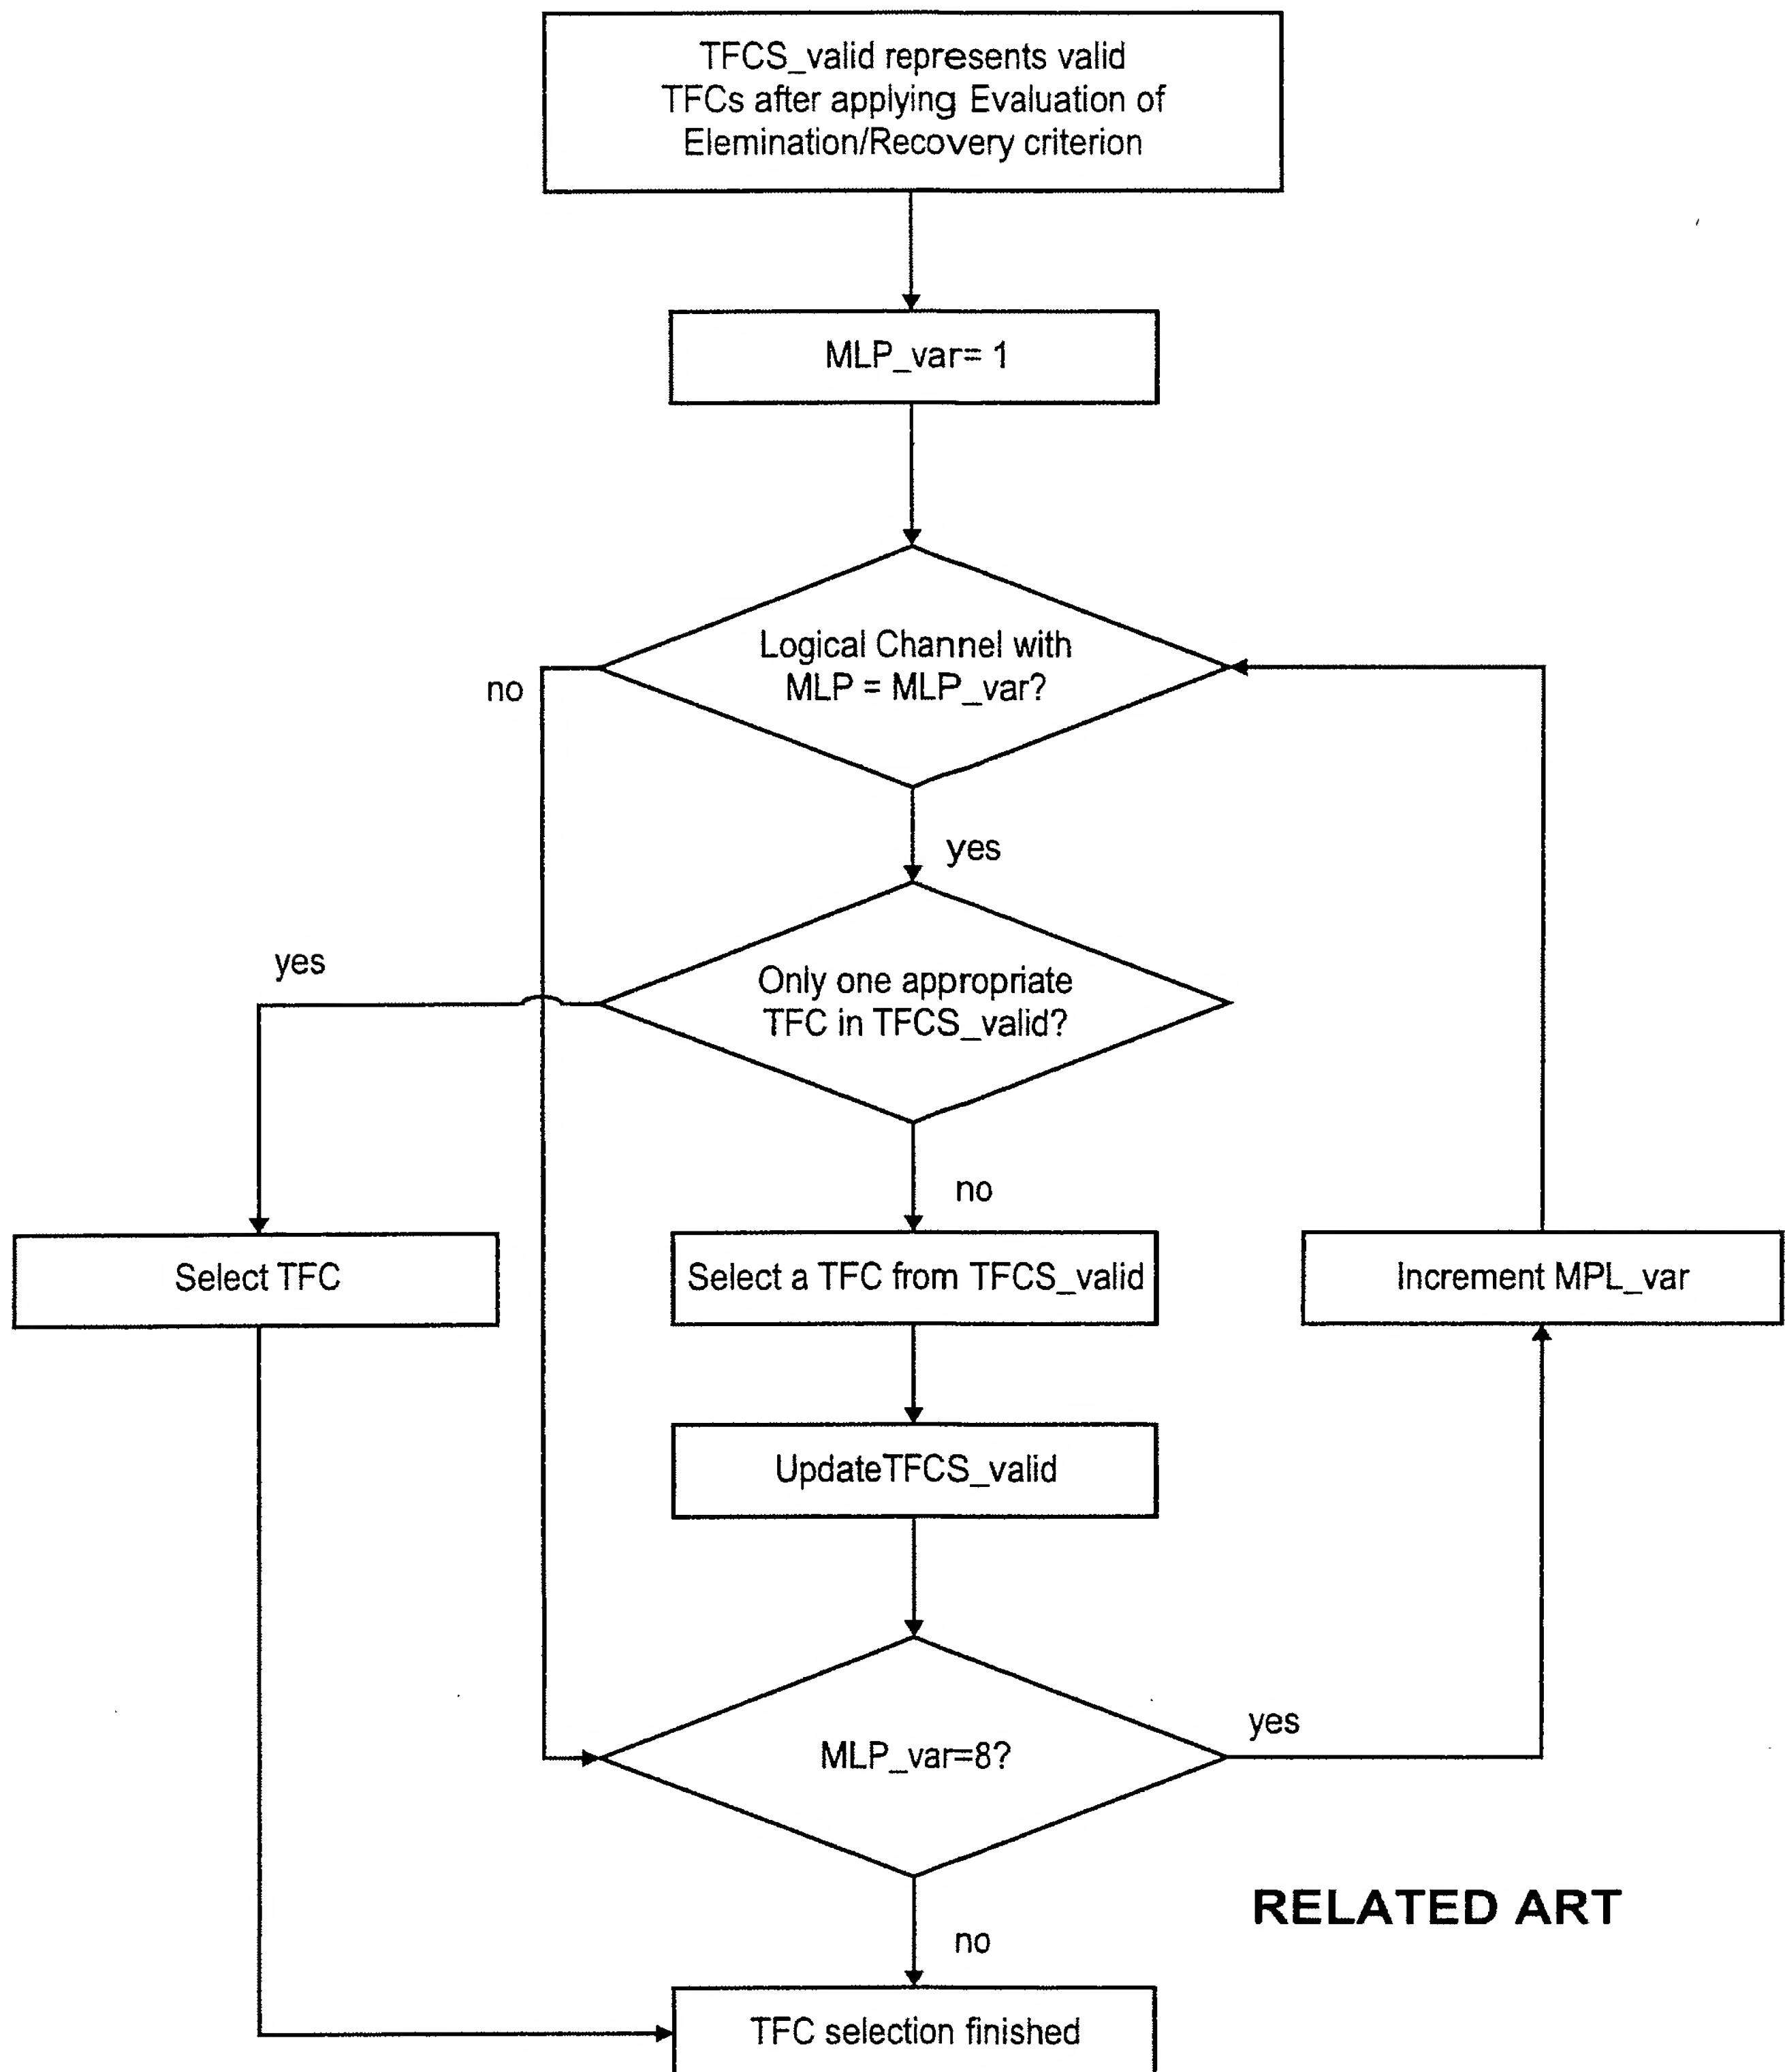 TFCS_valid represents valid
TFCs after applying Evaluation of
Elemination/Recovery criterion
MLP_var= 1
Logical Channel with
MLP = MLP_var?
no
yes
Only one appropriate
TFC in TFCS_valid?
yes
no
Select TFC
Select a TFC from TFCS_valid
Increment MPL_var
UpdateTFCS_valid
MLP_var=8?
yes
no
RELATED ART
TFC selection finished